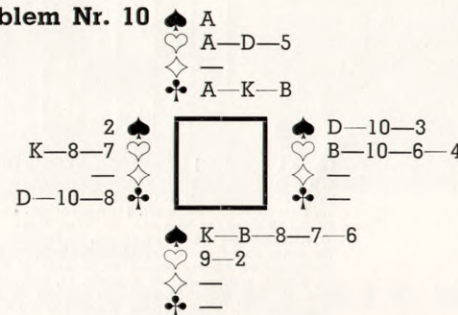 blem Nr. 10 ♠ A
♡ A—D—5
♢ —
♣ A—K—B
2 ♠
K—8—7 ♡
— ♢
D—10—8 ♣
♠ D—10—3
♡ B—10—6—4
♢ —
♣ —
♠ K—B—8—7—6
♡ 9—2
♢ —
♣ —